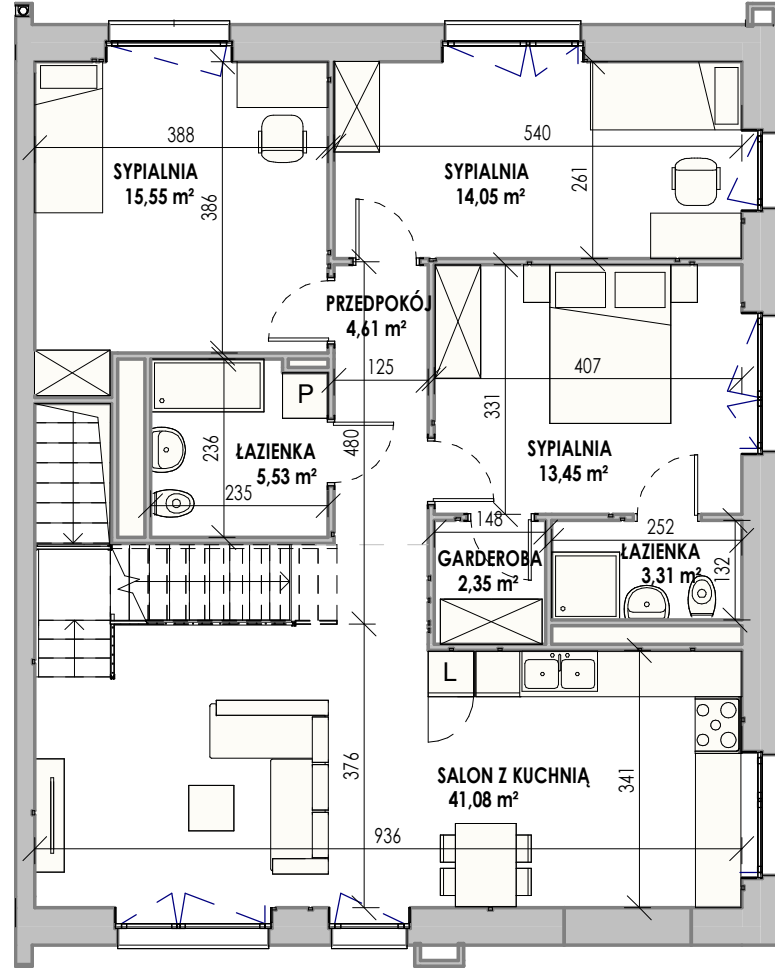 388
SYPIALNIA
15,55 m²
386
540
SYPIALNIA
14,05 m²
261
PRZEDPOKÓJ
4,61 m²
125
407
331
P
480
236
ŁAZIENKA
5,53 m²
235
SYPIALNIA
13,45 m²
148
252
GARDEROBA
2,35 m²
ŁAZIENKA
3,31 m²
132
L
376
SALON Z KUCHNIĄ
41,08 m²
341
936